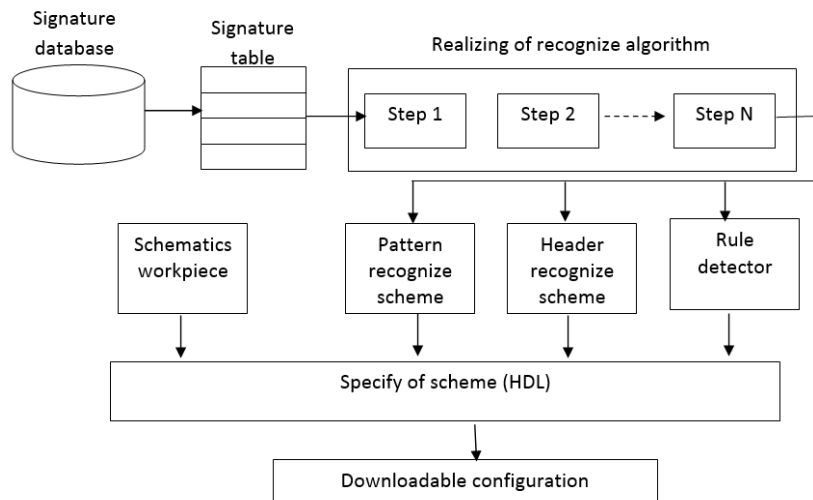 Signature
database
Signature
table
Realizing of recognize algorithm
Step 1
Step 2
Step N
Schematics
workpiece
Pattern
recognize
scheme
Header
recognize
scheme
Rule
detector
Specify of scheme (HDL)
Downloadable configuration